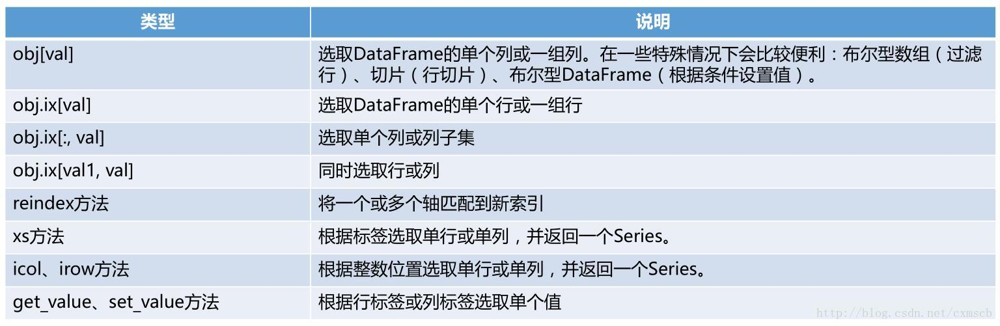 类型 说明
obj[val] 选取DataFrame的单个列或一组列。在一些特殊情况下会比较便利：布尔型数组（过滤
行）、切片（行切片）、布尔型DataFrame（根据条件设置值）。
obj.ix[val] 选取DataFrame的单个行或一组行
obj.ix[:, val] 选取单个列或列子集
obj.ix[val1, val] 同时选取行或列
reindex方法 将一个或多个轴匹配到新索引
xs方法 根据标签选取单行或单列，并返回一个Series。
icol、irow方法 根据整数位置选取单行或单列，并返回一个Series。
get_value、set_value方法 根据行标签或列标签选取单个值
http://blog.csdn.net/cxmscb